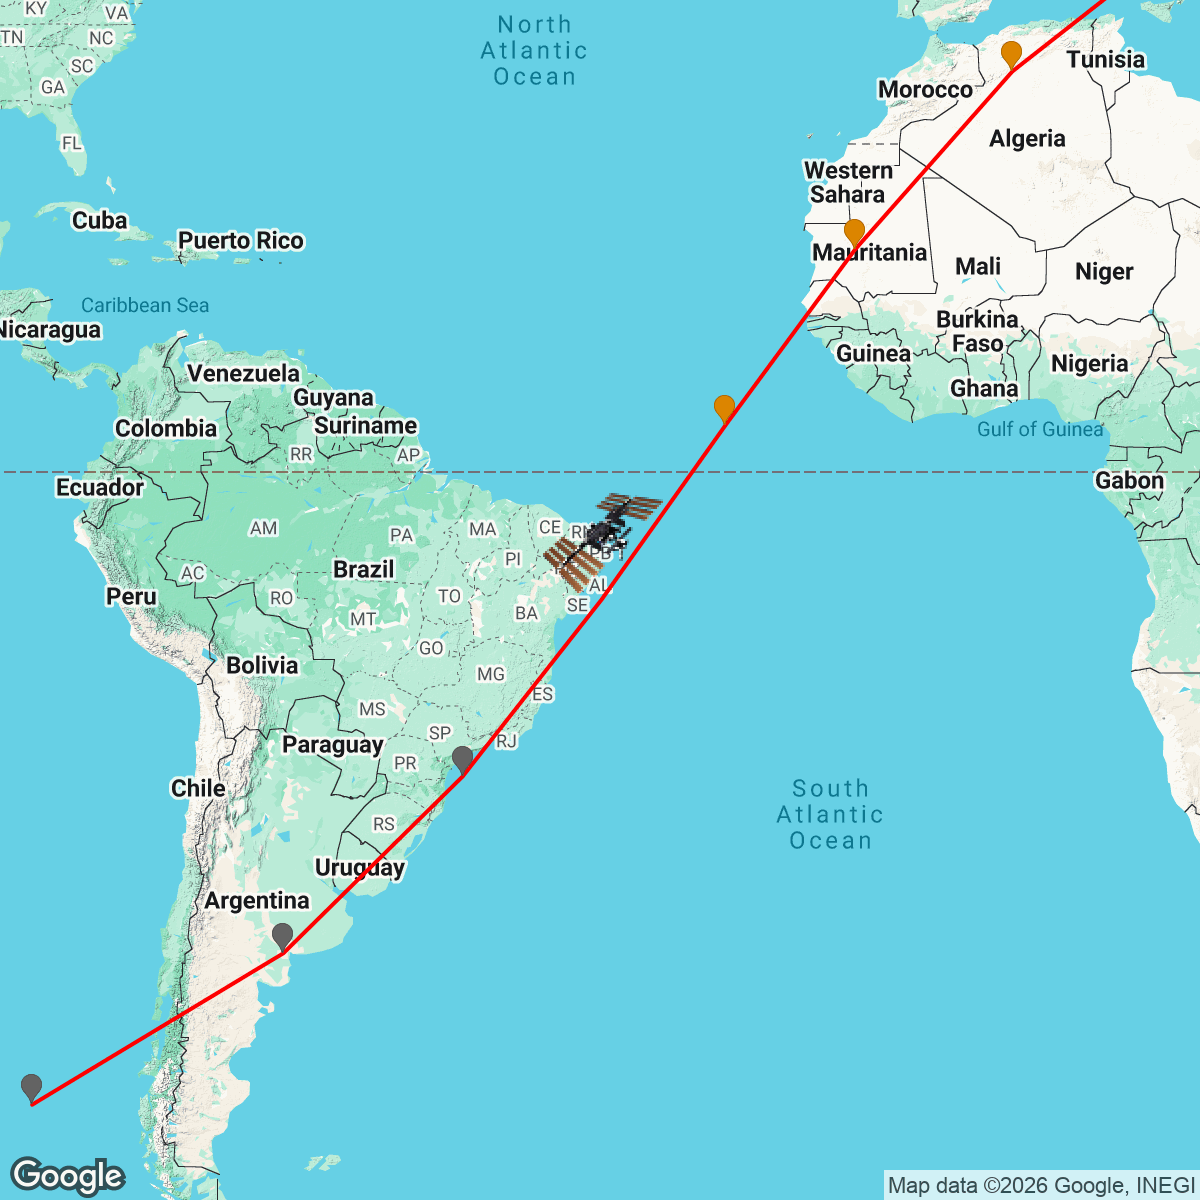 KY
VA
TN
NC
SC
GA
FL
North
Atlantic
Ocean
Tunisia
Morocco
Algeria
Western
Sahara
Cuba
Puerto Rico
Mauritania
Mali
Niger
Caribbean Sea
Nicaragua
Burkina
Faso
Guinea
Nigeria
Venezuela
Guyana
Ghana
Colombia
Suriname
Gulf of Guinea
RR
AP
Ecuador
Gabon
AM
PA
MA
CE
RN
PB
PI
Brazil
AC
Peru
RO
TO
AL
SE
BA
MT
GO
Bolivia
MG
ES
MS
SP
RJ
Paraguay
PR
Chile
South
Atlantic
Ocean
RS
Uruguay
Argentina
Google
Map data ©2026 Google, INEGI